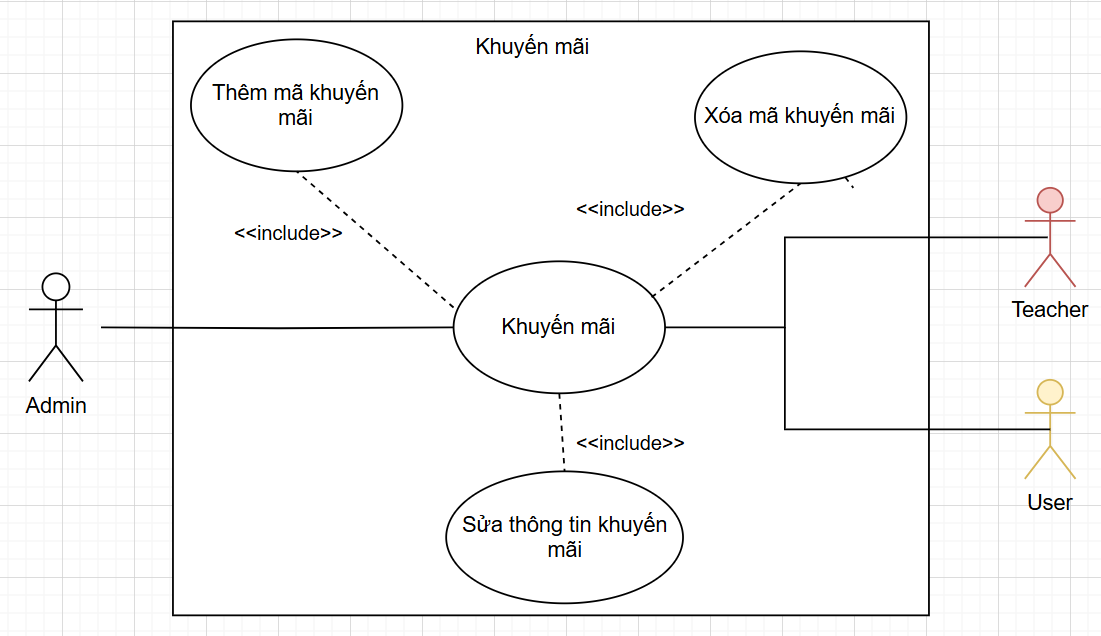 Khuyến mãi
Thêm mã khuyến
mãi
Xóa mã khuyến mãi
<<include>>
<<include>>
Khuyến mãi
Teacher
Admin
<<include>>
User
Sửa thông tin khuyến
mãi